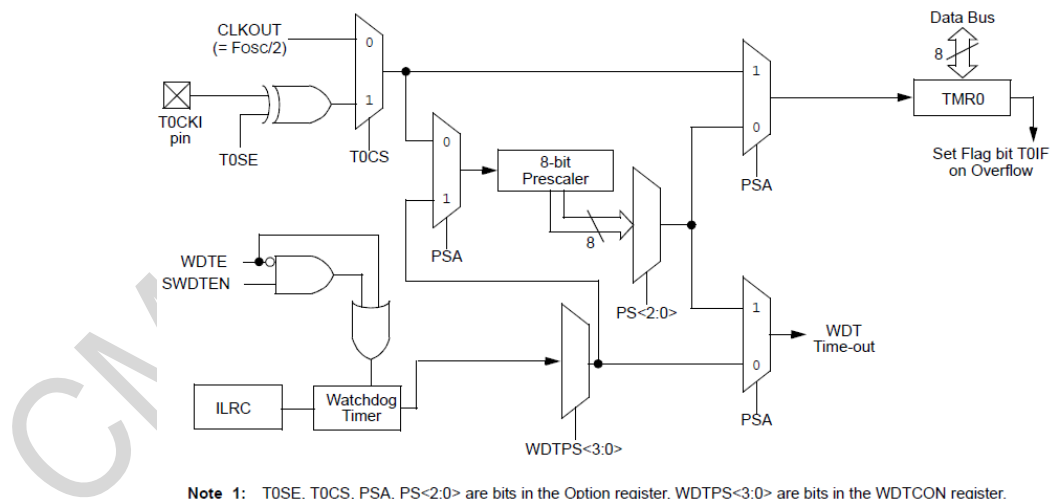 CLKOUT
(= Fosc/2)
0
1
T0CKI
pin
T0SE
T0CS
0
1
PSA
8-bit
Prescaler
8
PS<2:0>
1
0
PSA
Data Bus
8
TMR0
Set Flag bit T0IF
on Overflow
WDTE
SWDTEN
ILRC
Watchdog
Timer
WDTPS<3:0>
1
0
PSA
WDT
Time-out
Note 1: T0SE, T0CS, PSA, PS<2:0> are bits in the Option register, WDTPS<3:0> are bits in the WDTCON register.